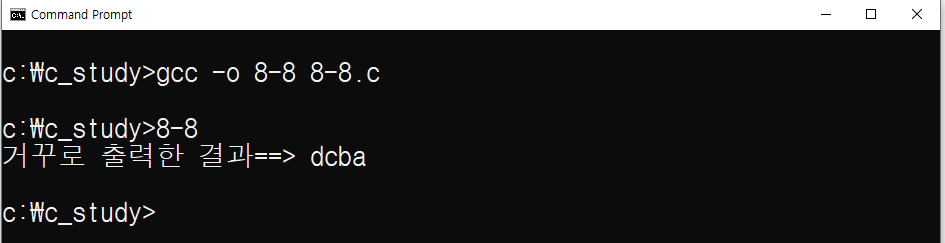 Command Prompt
c:₩c_study>gcc -o 8-8 8-8.c
c:₩c_study>8-8
거꾸로 출력한 결과==> dcba
c:₩c_study>